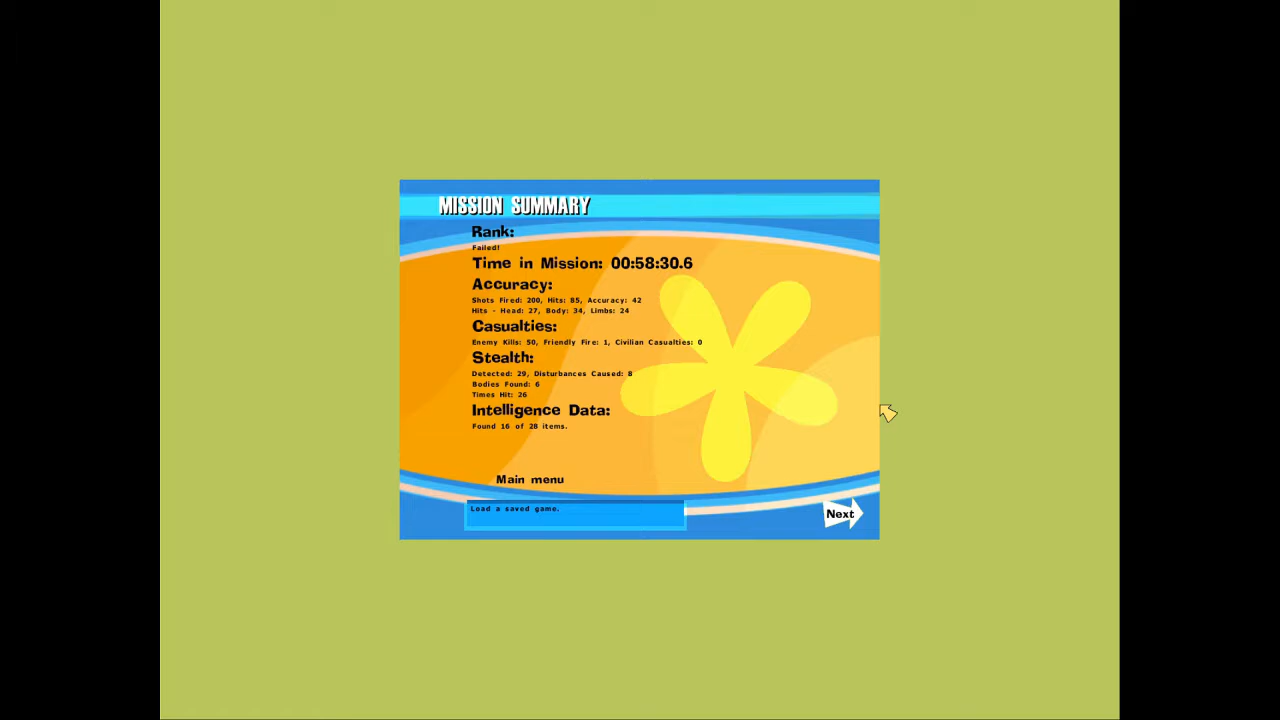 MISSION SUMMARY
Rank:
Failed!
Time in Mission: 00:58:30.6
Accuracy:
Shots Fired: 200, Hits: 85, Accuracy: 42
Hits - Head: 27, Body: 34, Limbs: 24
Casualties:
Enemy Kills: 50, Friendly Fire: 1, Civilian Casualties: 0
Stealth:
Detected: 29, Disturbances Caused: 8
Bodies Found: 6
Times Hit: 26
Intelligence Data:
Found 16 of 28 items.
Main menu
Load a saved game.
Next